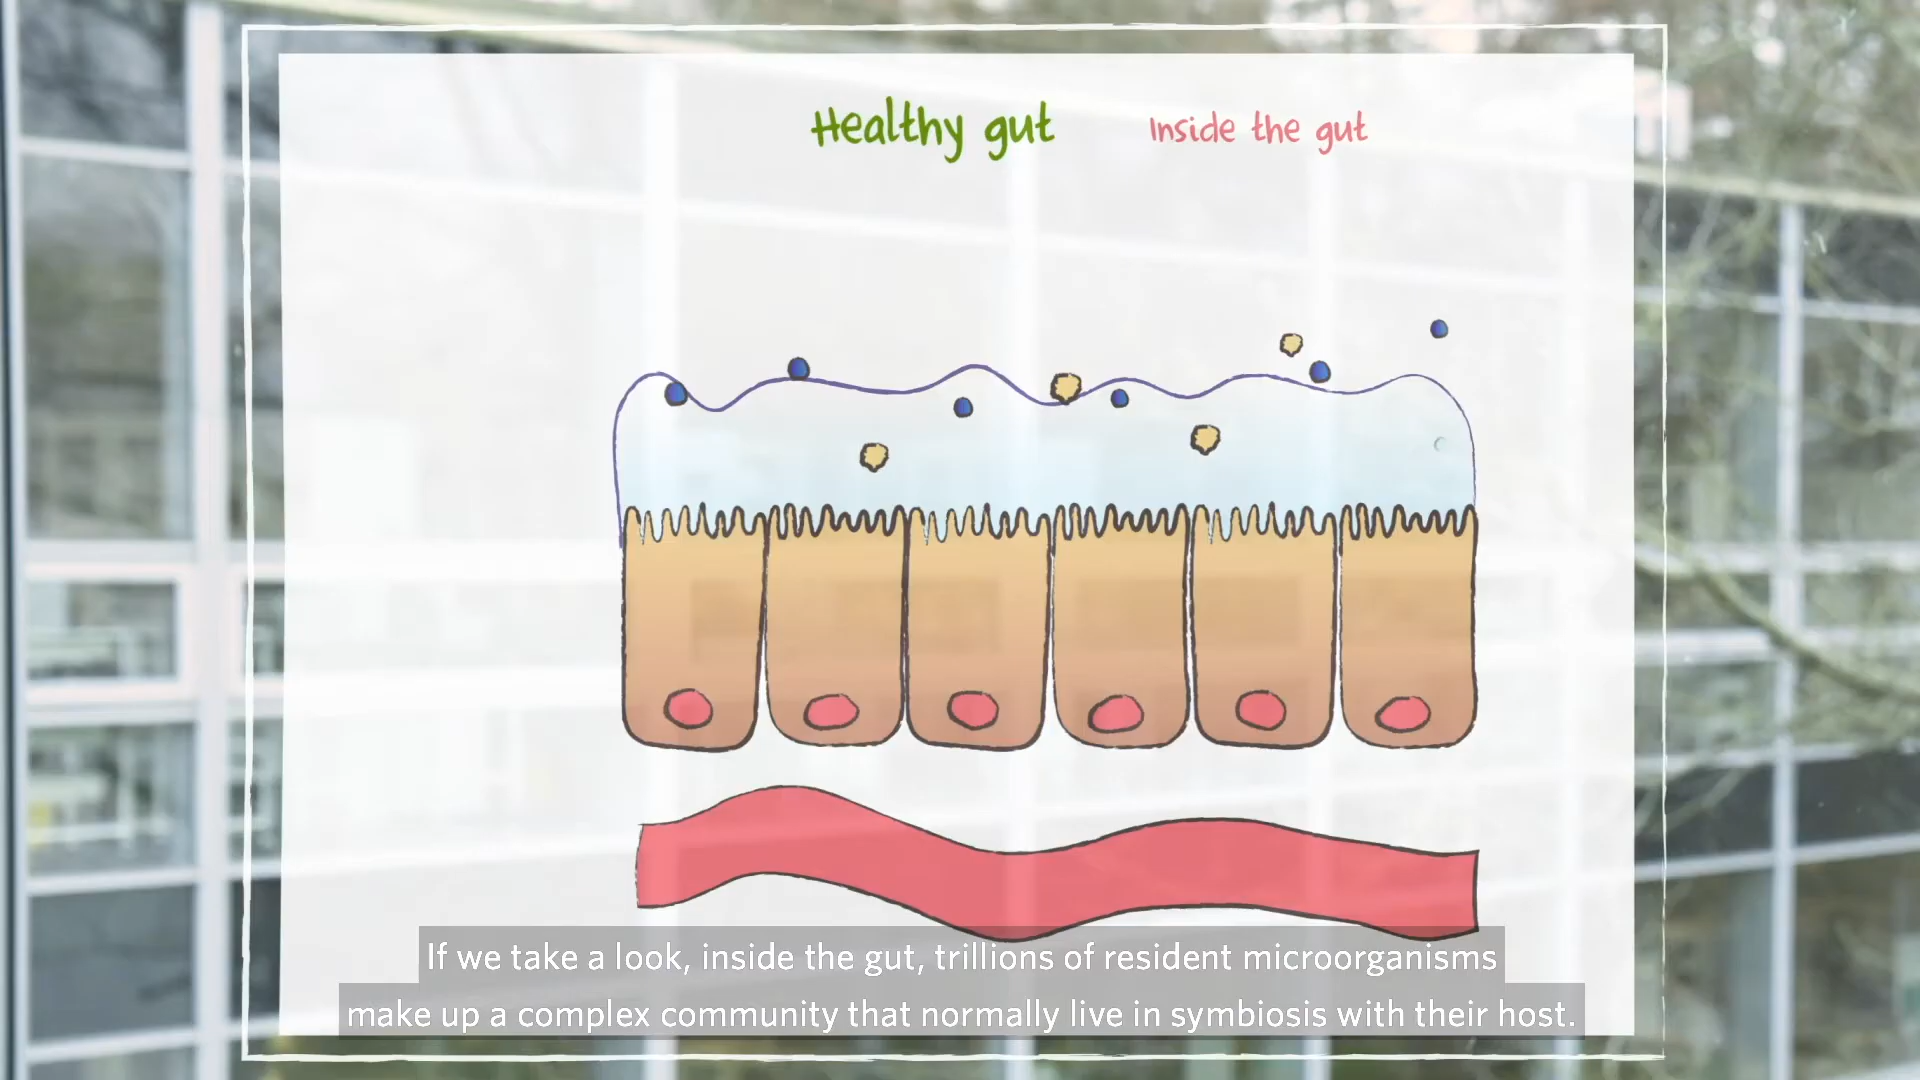 Healthy gut
Inside the gut
If we take a look, inside the gut, trillions of resident microorganisms
make up a complex community that normally live in symbiosis with their host.